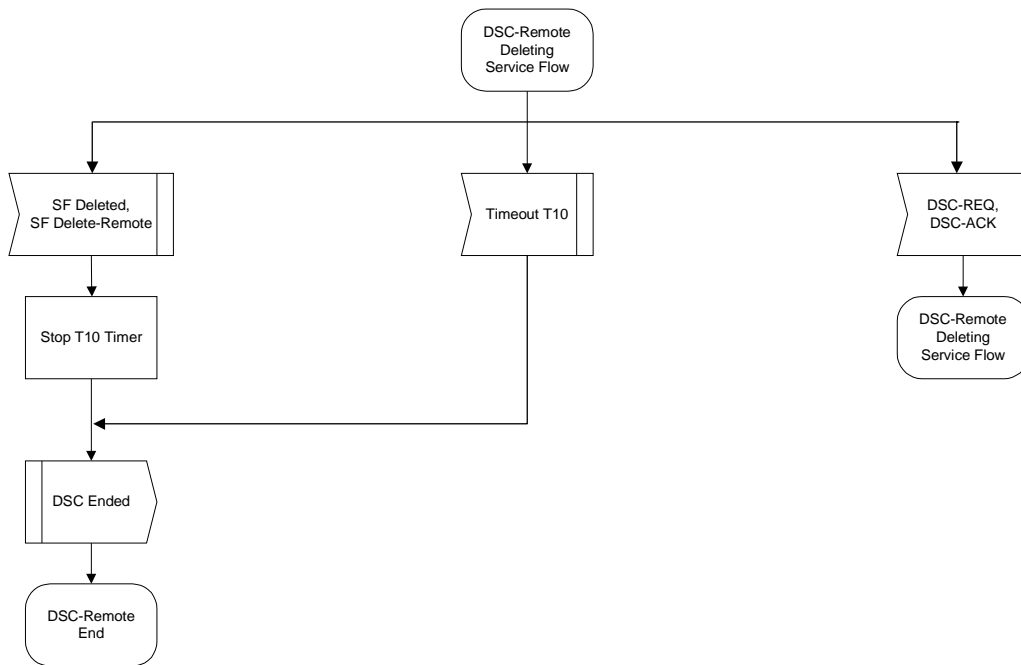 DSC-Remote
Deleting
Service Flow
SF Deleted,
SF Delete-Remote
Timeout T10
DSC-REQ,
DSC-ACK
Stop T10 Timer
DSC-Remote
Deleting
Service Flow
DSC Ended
DSC-Remote
End